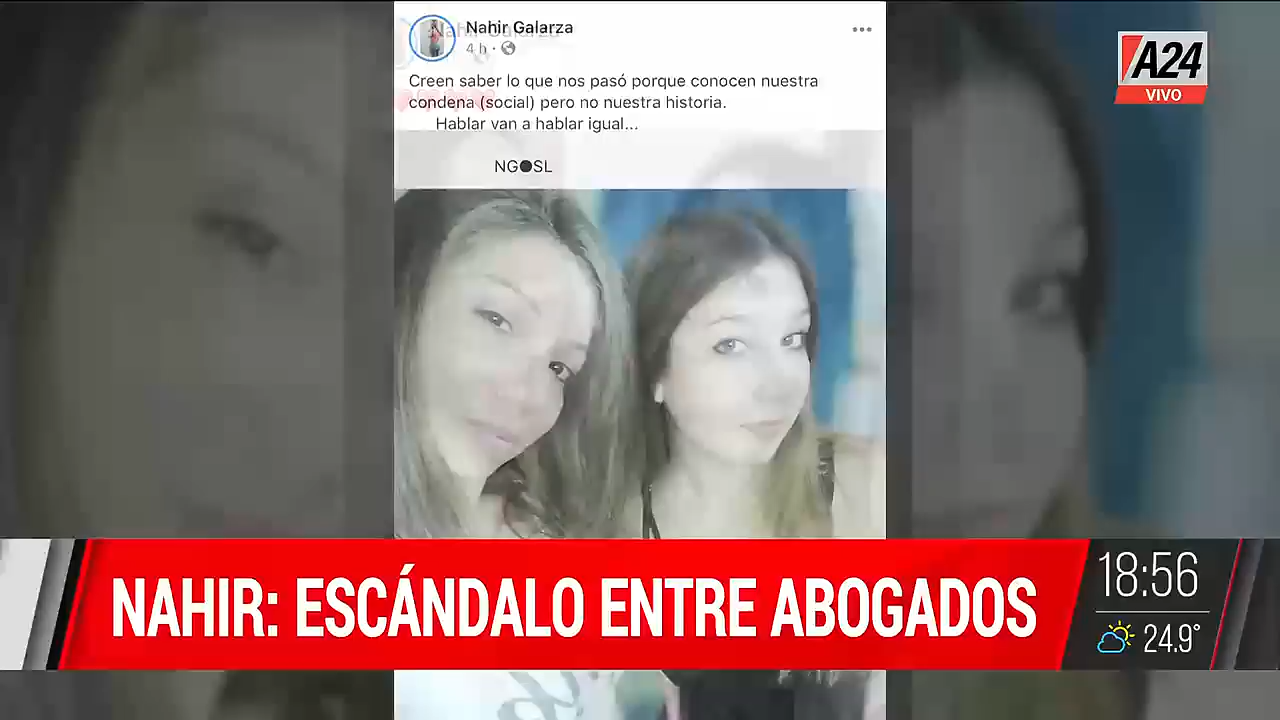 Nahir Galarza
4 h ·
Creen saber lo que nos pasó porque conocen nuestra
condena (social) pero no nuestra historia.
Hablar van a hablar igual...
NG●SL
A24
VIVO
NAHIR: ESCÁNDALO ENTRE ABOGADOS
18:56
24.9°